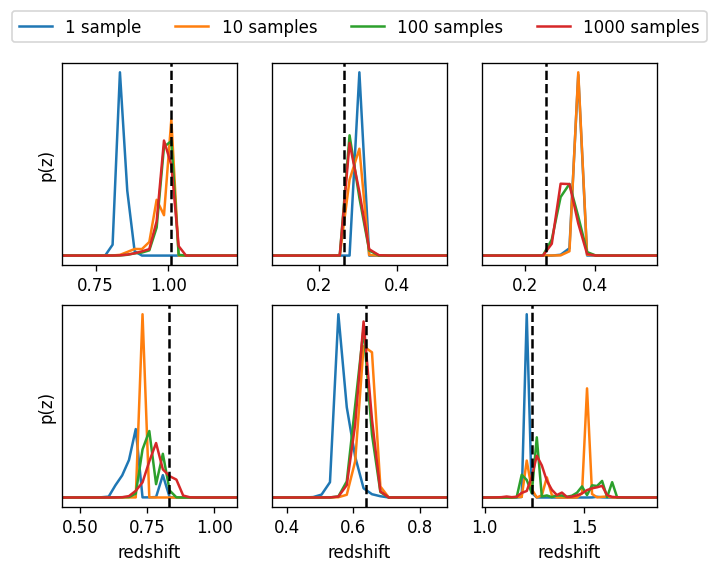 1 sample 10 samples 100 samples 1000 samples
p(z)
0.75 1.00 0.2 0.4 0.2 0.4
p(z)
0.50 0.75 1.00 0.4 0.6 0.8 1.0 1.5
redshift redshift redshift